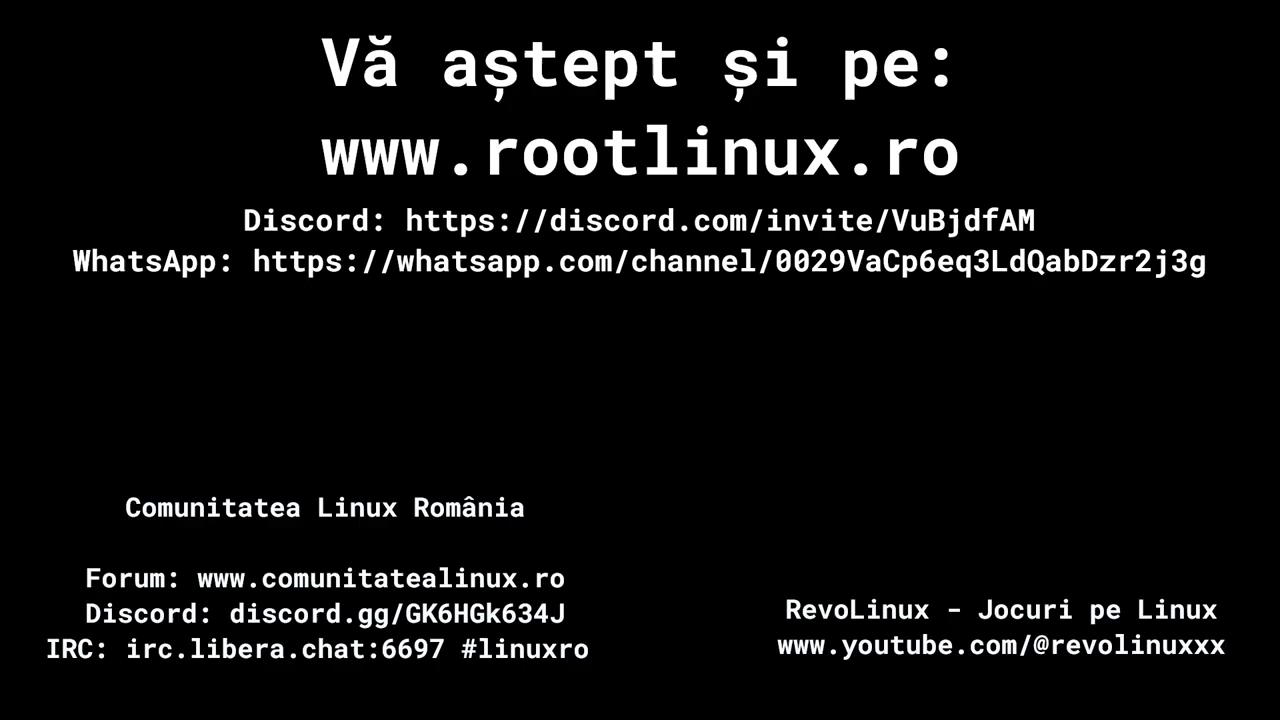 Vă aștept și pe:
www.rootlinux.ro
Discord: https://discord.com/invite/VuBjdfAM
WhatsApp: https://whatsapp.com/channel/0029VaCp6eq3LdQabDzr2j3g
Comunitatea Linux România
Forum: www.comunitatealinux.ro
Discord: discord.gg/GK6HGk634J
IRC: irc.libera.chat:6697 #linuxro
RevoLinux - Jocuri pe Linux
www.youtube.com/@revolinuxxx